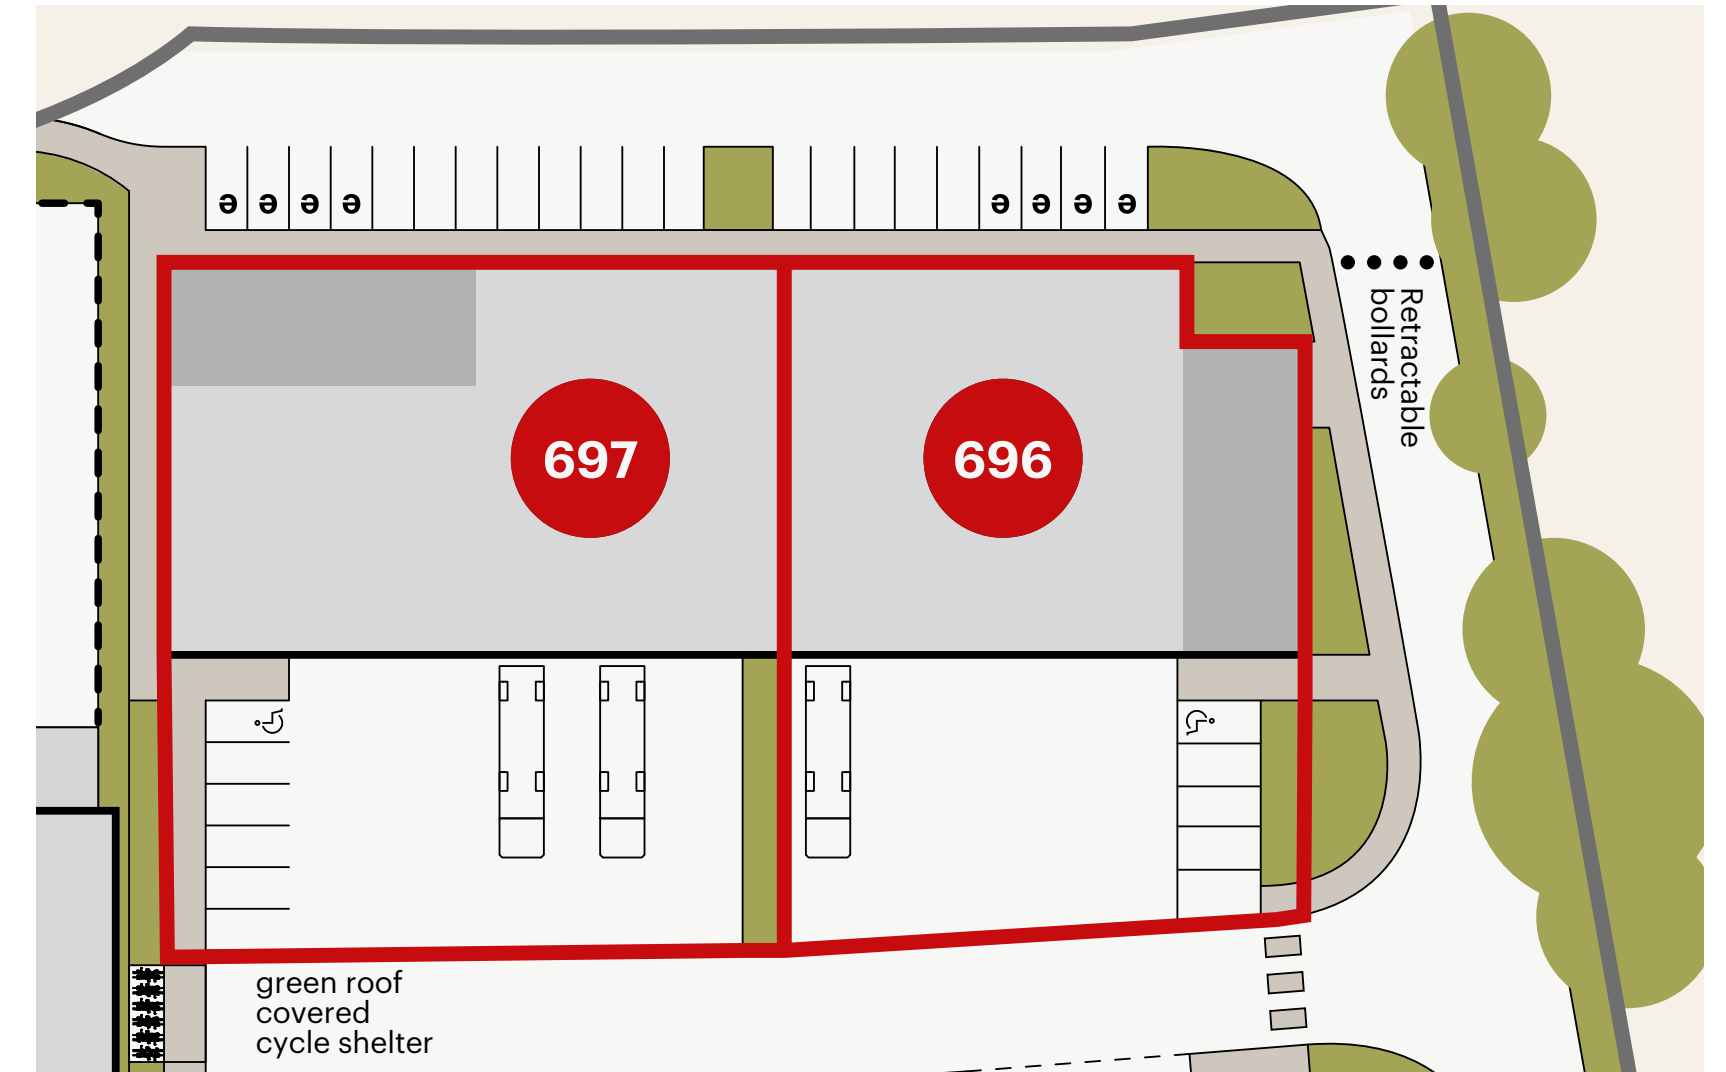 ə ə ə ə ə ə ə ə
Retractable
bollards
697
696
green roof
covered
cycle shelter